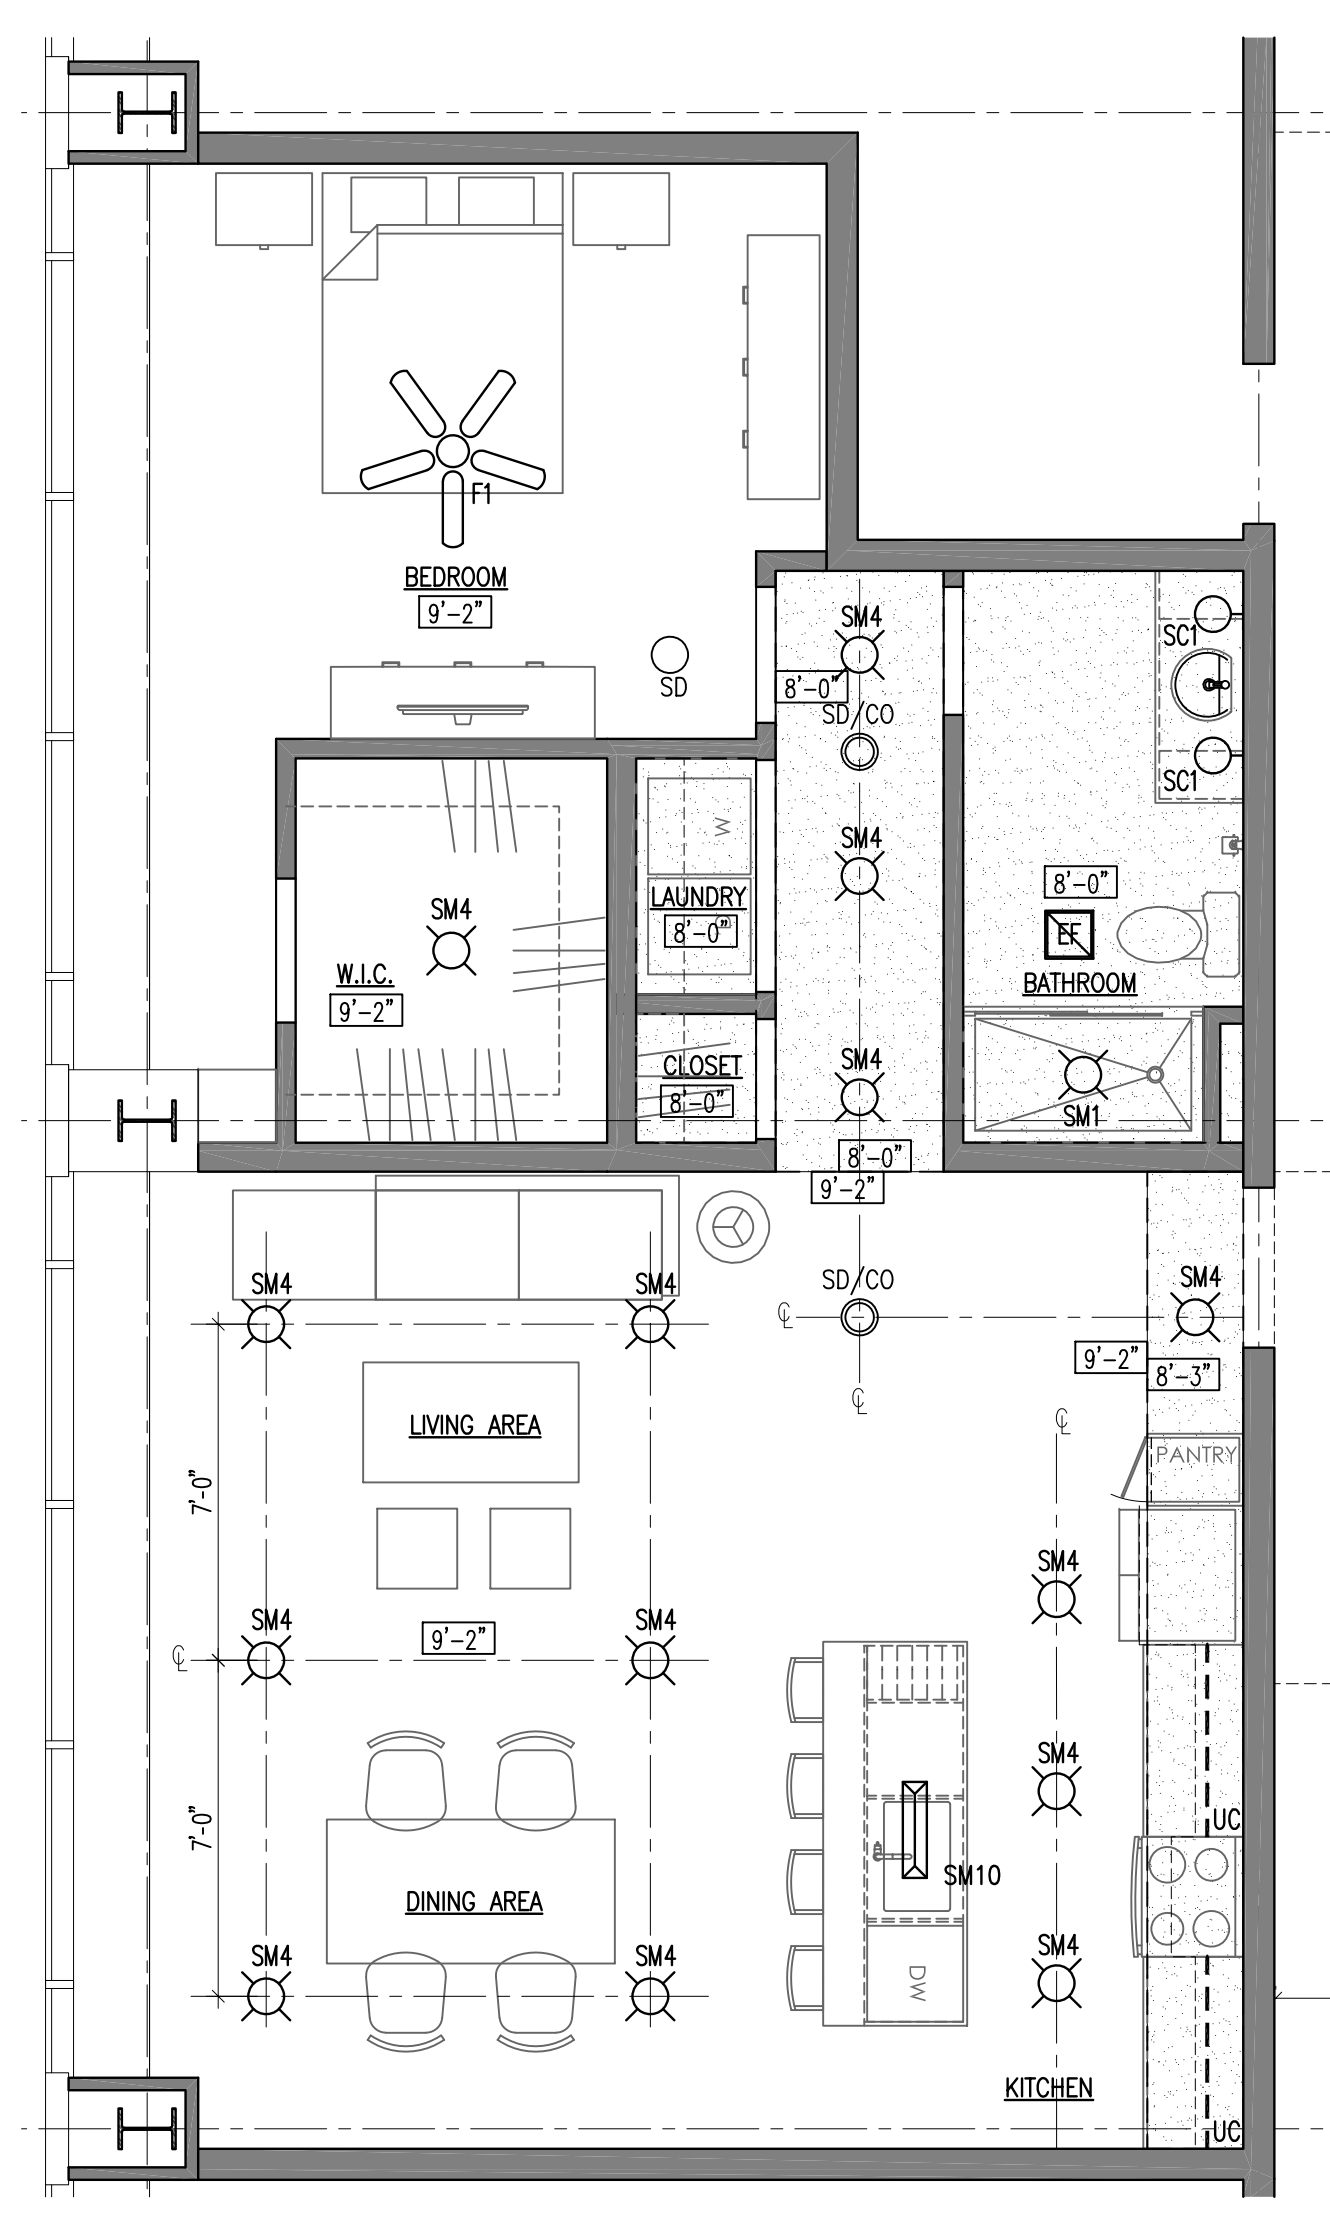 F1
BEDROOM
9'-2"
SD
SM4
8'-0"
SD/CO
SC1
SC1
SM4
W
LAUNDRY
8'-0"
8'-0"
EF
BATHROOM
SM4
W.I.C.
9'-2"
CLOSET
8'-0"
SM4
SM1
8'-0"
9'-2"
SM4
SM4
SD/CO
℄
℄
SM4
9'-2"
8'-3"
℄
LIVING AREA
PANTRY
7'-0"
SM4
SM4
SM4
9'-2"
℄
SM4
7'-0"
UC
SM10
DINING AREA
SM4
SM4
SM4
DW
KITCHEN
UC